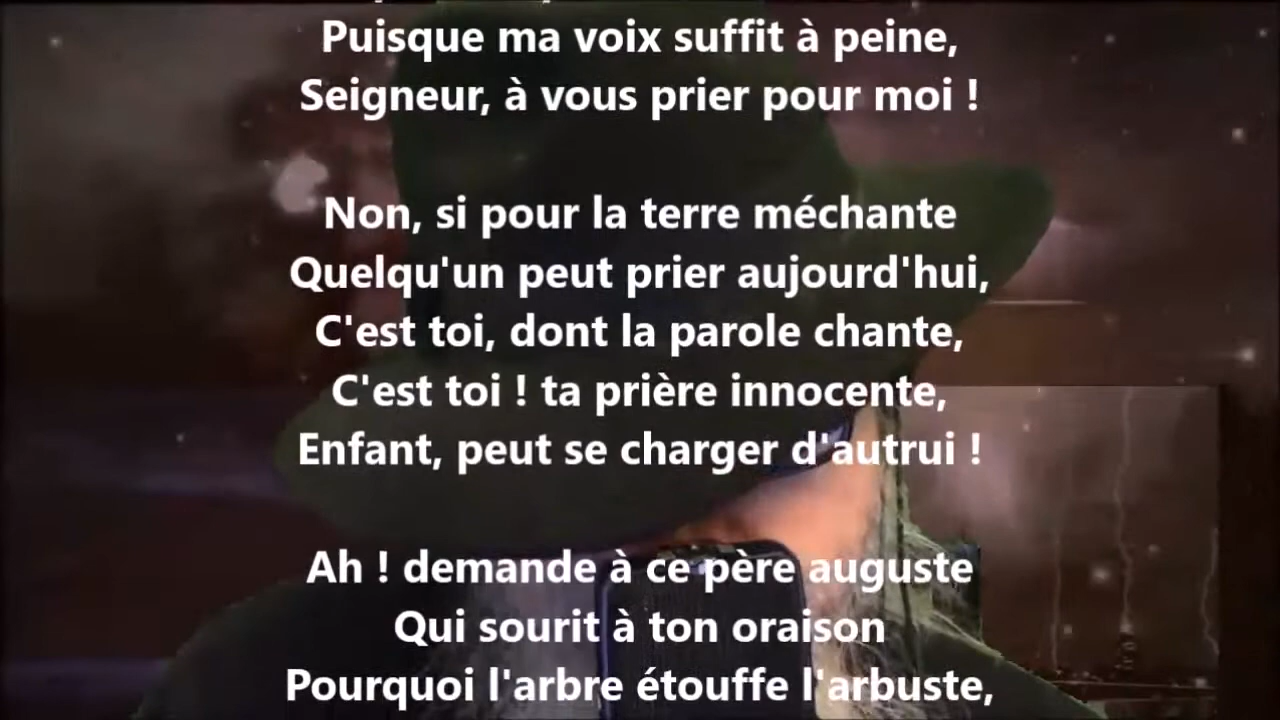 Puisque ma voix suffit à peine,
Seigneur, à vous prier pour moi !
Non, si pour la terre méchante
Quelqu'un peut prier aujourd'hui,
C'est toi, dont la parole chante,
C'est toi ! ta prière innocente,
Enfant, peut se charger d'autrui !
Ah ! demande à ce père auguste
Qui sourit à ton oraison
Pourquoi l'arbre étouffe l'arbuste,